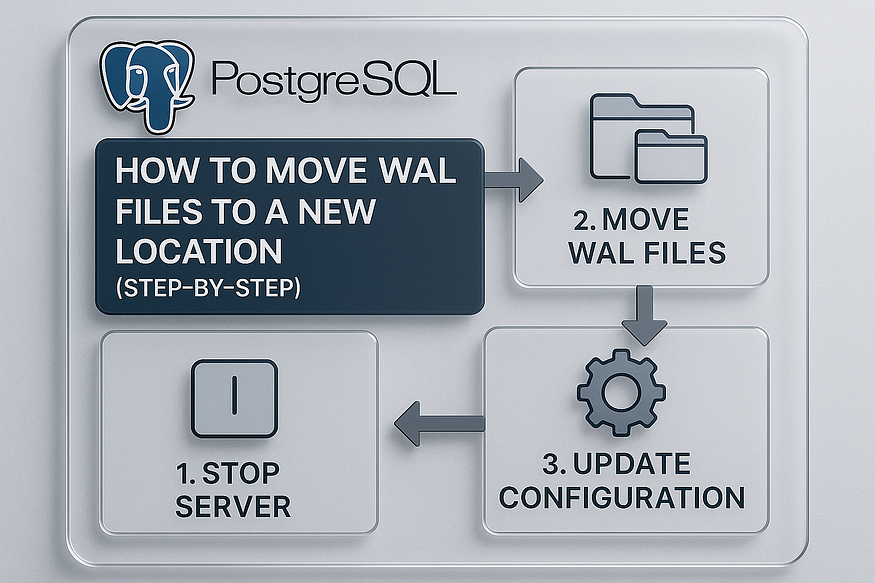 PostgreSQL
HOW TO MOVE WAL
FILES TO A NEW
LOCATION
(STEP-BY-STEP)
2. MOVE
WAL FILES
1. STOP
SERVER
3. UPDATE
CONFIGURATION